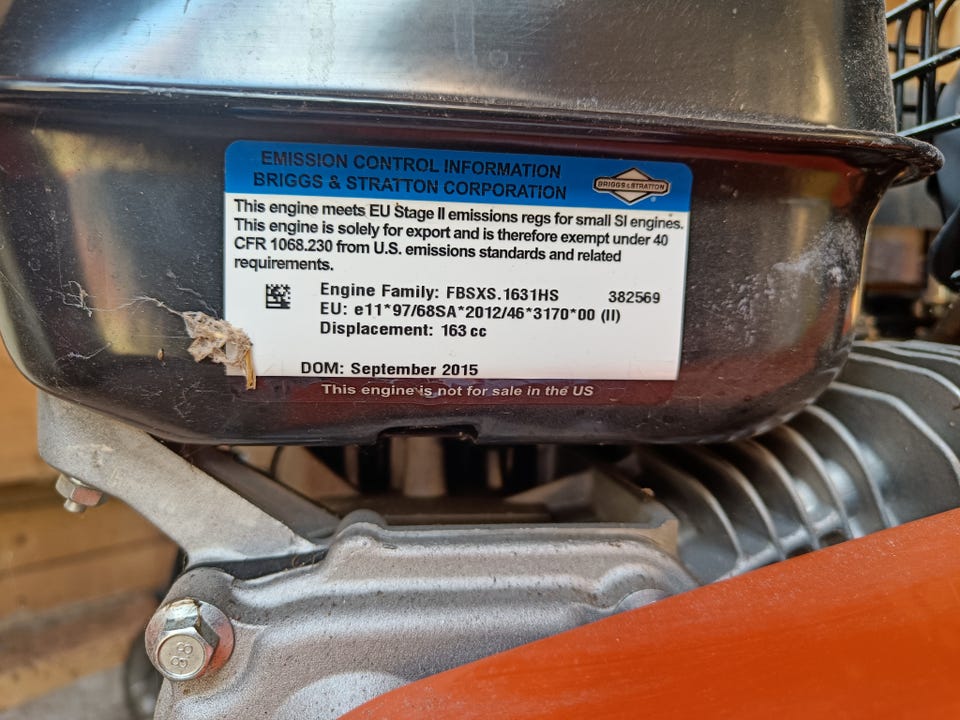 EMISSION CONTROL INFORMATION
BRIGGS & STRATTON CORPORATION
BRIGGS & STRATTON
This engine meets EU Stage II emissions regs for small SI engines.
This engine is solely for export and is therefore exempt under 40
CFR 1068.230 from U.S. emissions standards and related
requirements.
Engine Family: FBSXS.1631HS 382569
EU: e11*97/68SA*2012/46*3170*00 (II)
Displacement: 163 cc
DOM: September 2015
This engine is not for sale in the US
8.8